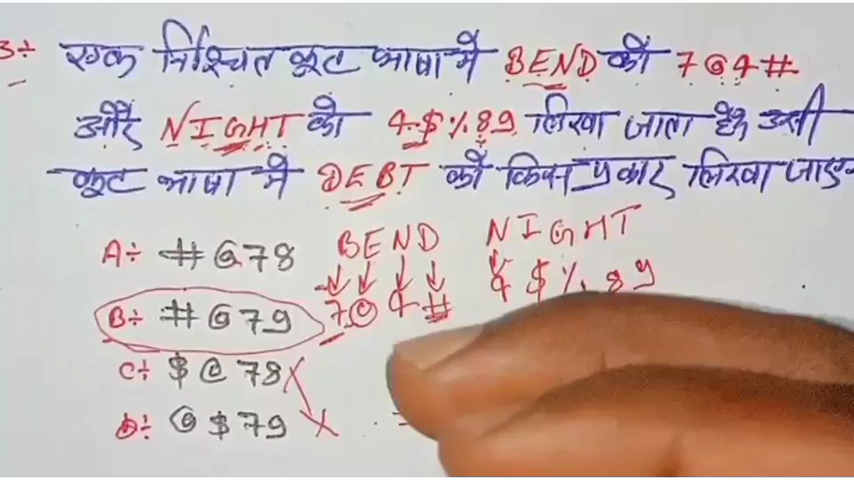 3÷ एक निश्चित कूट भाषा में BEND को 7@4#
और NIGHT को 4$%89 लिखा जाता है उसी
कूट भाषा में DEBT को किस प्रकार लिखा
A÷ #@78 BEND NIGHT
4$%89
B÷ #@79 7@4#
C÷ $@78 X
D÷ @$79 X